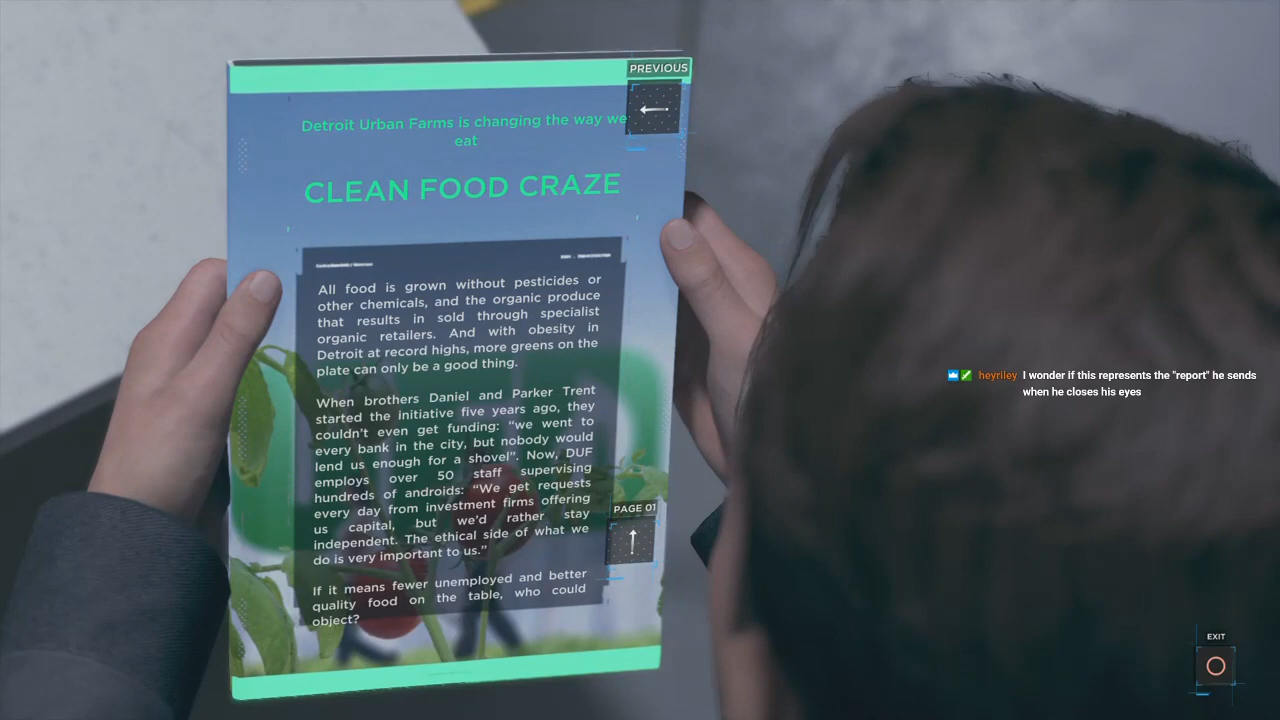 PREVIOUS
Detroit Urban Farms is changing the way we
eat
CLEAN FOOD CRAZE
All food is grown without pesticides or
other chemicals, and the organic produce
that results in sold through specialist
organic retailers. And with obesity in
Detroit at record highs, more greens on the
plate can only be a good thing.
When brothers Daniel and Parker Trent
started the initiative five years ago, they
couldn't even get funding: “we went to
every bank in the city, but nobody would
lend us enough for a shovel”. Now, DUF
employs over 50 staff supervising
hundreds of androids: “We get requests
every day from investment firms offering
us capital, but we’d rather stay
independent. The ethical side of what we
do is very important to us.”
If it means fewer unemployed and better
quality food on the table, who could
object?
PAGE 01
heyriley I wonder if this represents the "report" he sends
when he closes his eyes
EXIT